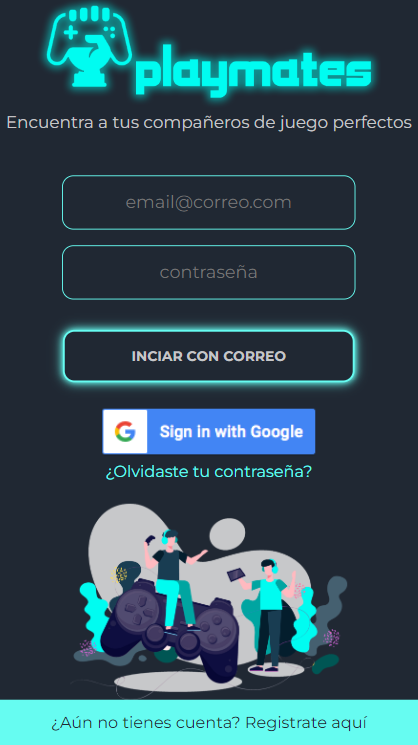 playmates
Encuentra a tus compañeros de juego perfectos
email@correo.com
contraseña
INCIAR CON CORREO
G Sign in with Google
¿Olvidaste tu contraseña?
¿Aún no tienes cuenta? Registrate aquí